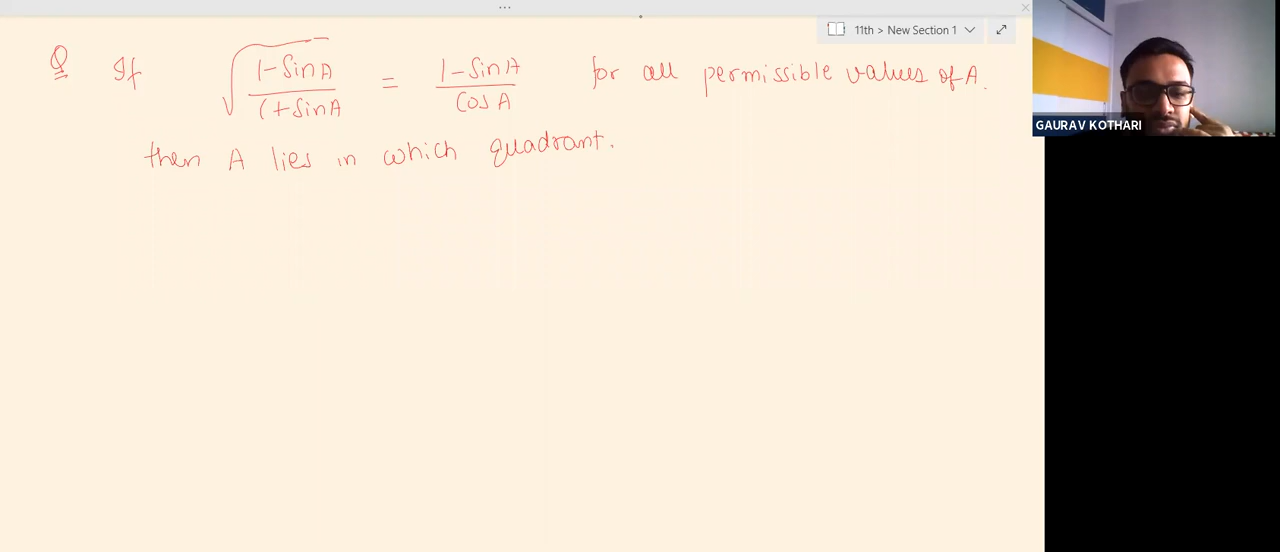 ...
11th > New Section 1
Q If √(1-SinA / 1+SinA) = 1-SinA / CosA for all permissible values of A.
then A lies in which quadrant.
GAURAV KOTHARI